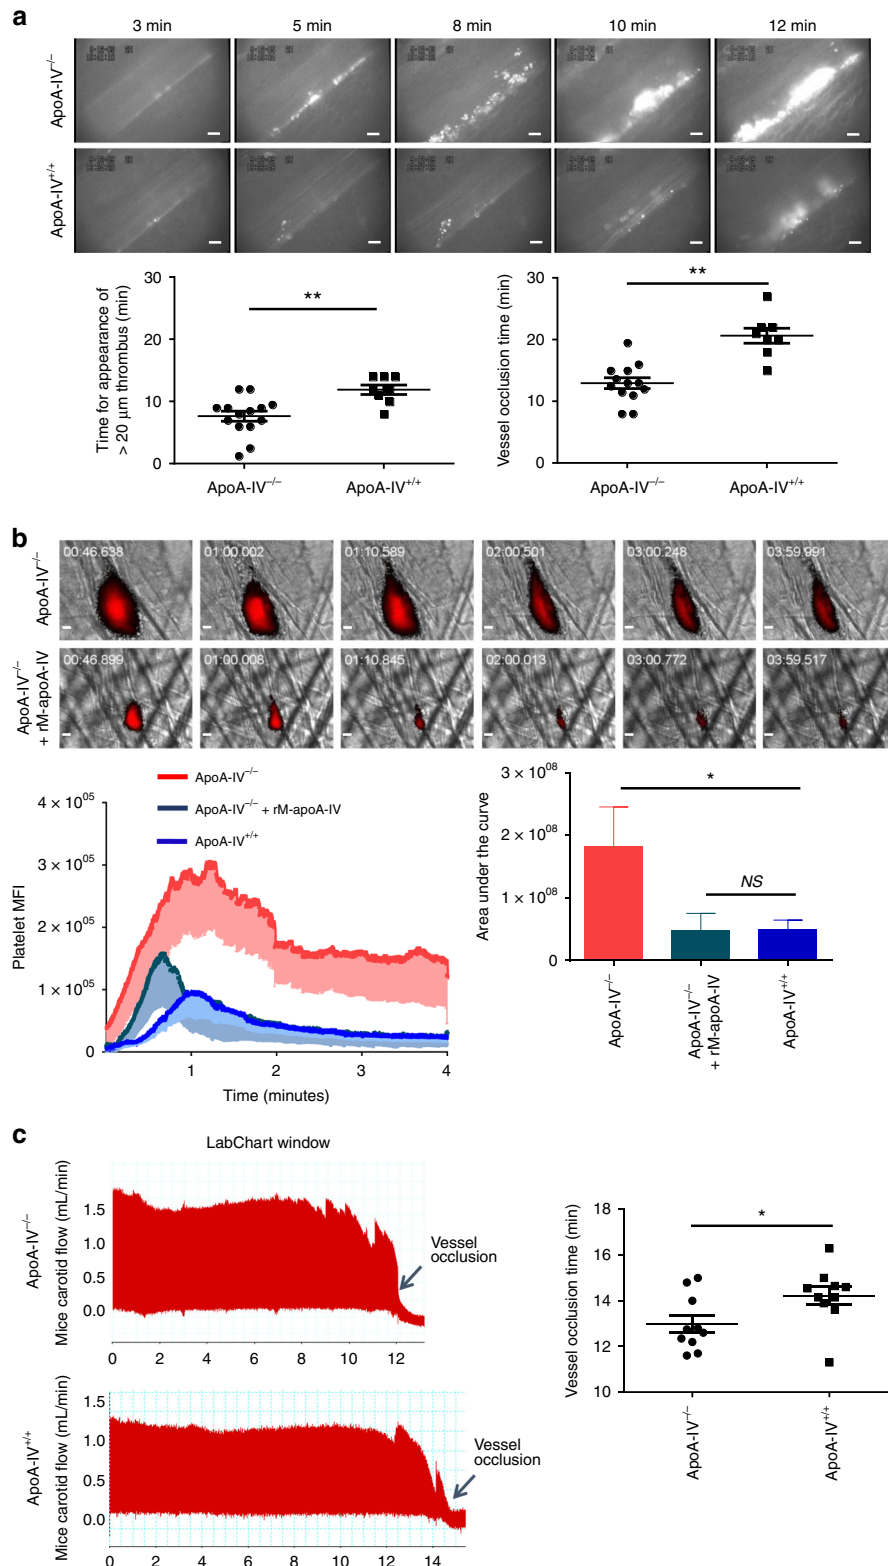 a
3 min 5 min 8 min 10 min 12 min
ApoA-IV–/–
ApoA-IV+/+
Time for appearance of
> 20 μm thrombus (min)
30
20
10
0
**
ApoA-IV–/– ApoA-IV+/+
Vessel occlusion time (min)
30
20
10
0
**
ApoA-IV–/– ApoA-IV+/+
b
ApoA-IV–/–
00:46.638 01:00.002 01:10.589 02:00.501 03:00.248 03:59.991
ApoA-IV–/–
+ rM-apoA-IV
00:46.899 01:00.008 01:10.845 02:00.013 03:00.772 03:59.517
ApoA-IV–/–
ApoA-IV–/– + rM-apoA-IV
ApoA-IV+/+
Platelet MFI
4 × 10^05
3 × 10^05
2 × 10^05
1 × 10^05
0
1 2 3 4
Time (minutes)
Area under the curve
3 × 10^08
2 × 10^08
1 × 10^08
0
*
NS
ApoA-IV–/–
ApoA-IV–/–
+ rM-apoA-IV
ApoA-IV+/+
c
LabChart window
ApoA-IV–/–
Mice carotid flow (mL/min)
1.5
1.0
0.5
0.0
Vessel
occlusion
0 2 4 6 8 10 12
ApoA-IV+/+
Mice carotid flow (mL/min)
1.5
1.0
0.5
0.0
Vessel
occlusion
0 2 4 6 8 10 12 14
Vessel occlusion time (min)
18
16
14
12
10
*
ApoA-IV–/–
ApoA-IV+/+